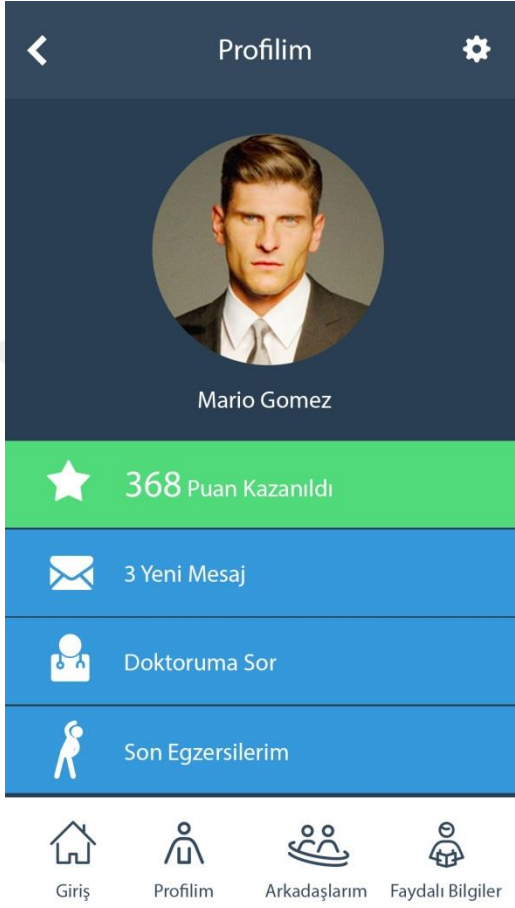 Profilim
Mario Gomez
368 Puan Kazanıldı
3 Yeni Mesaj
Doktoruma Sor
Son Egzersilerim
Giriş Profilim Arkadaşlarım Faydalı Bilgiler